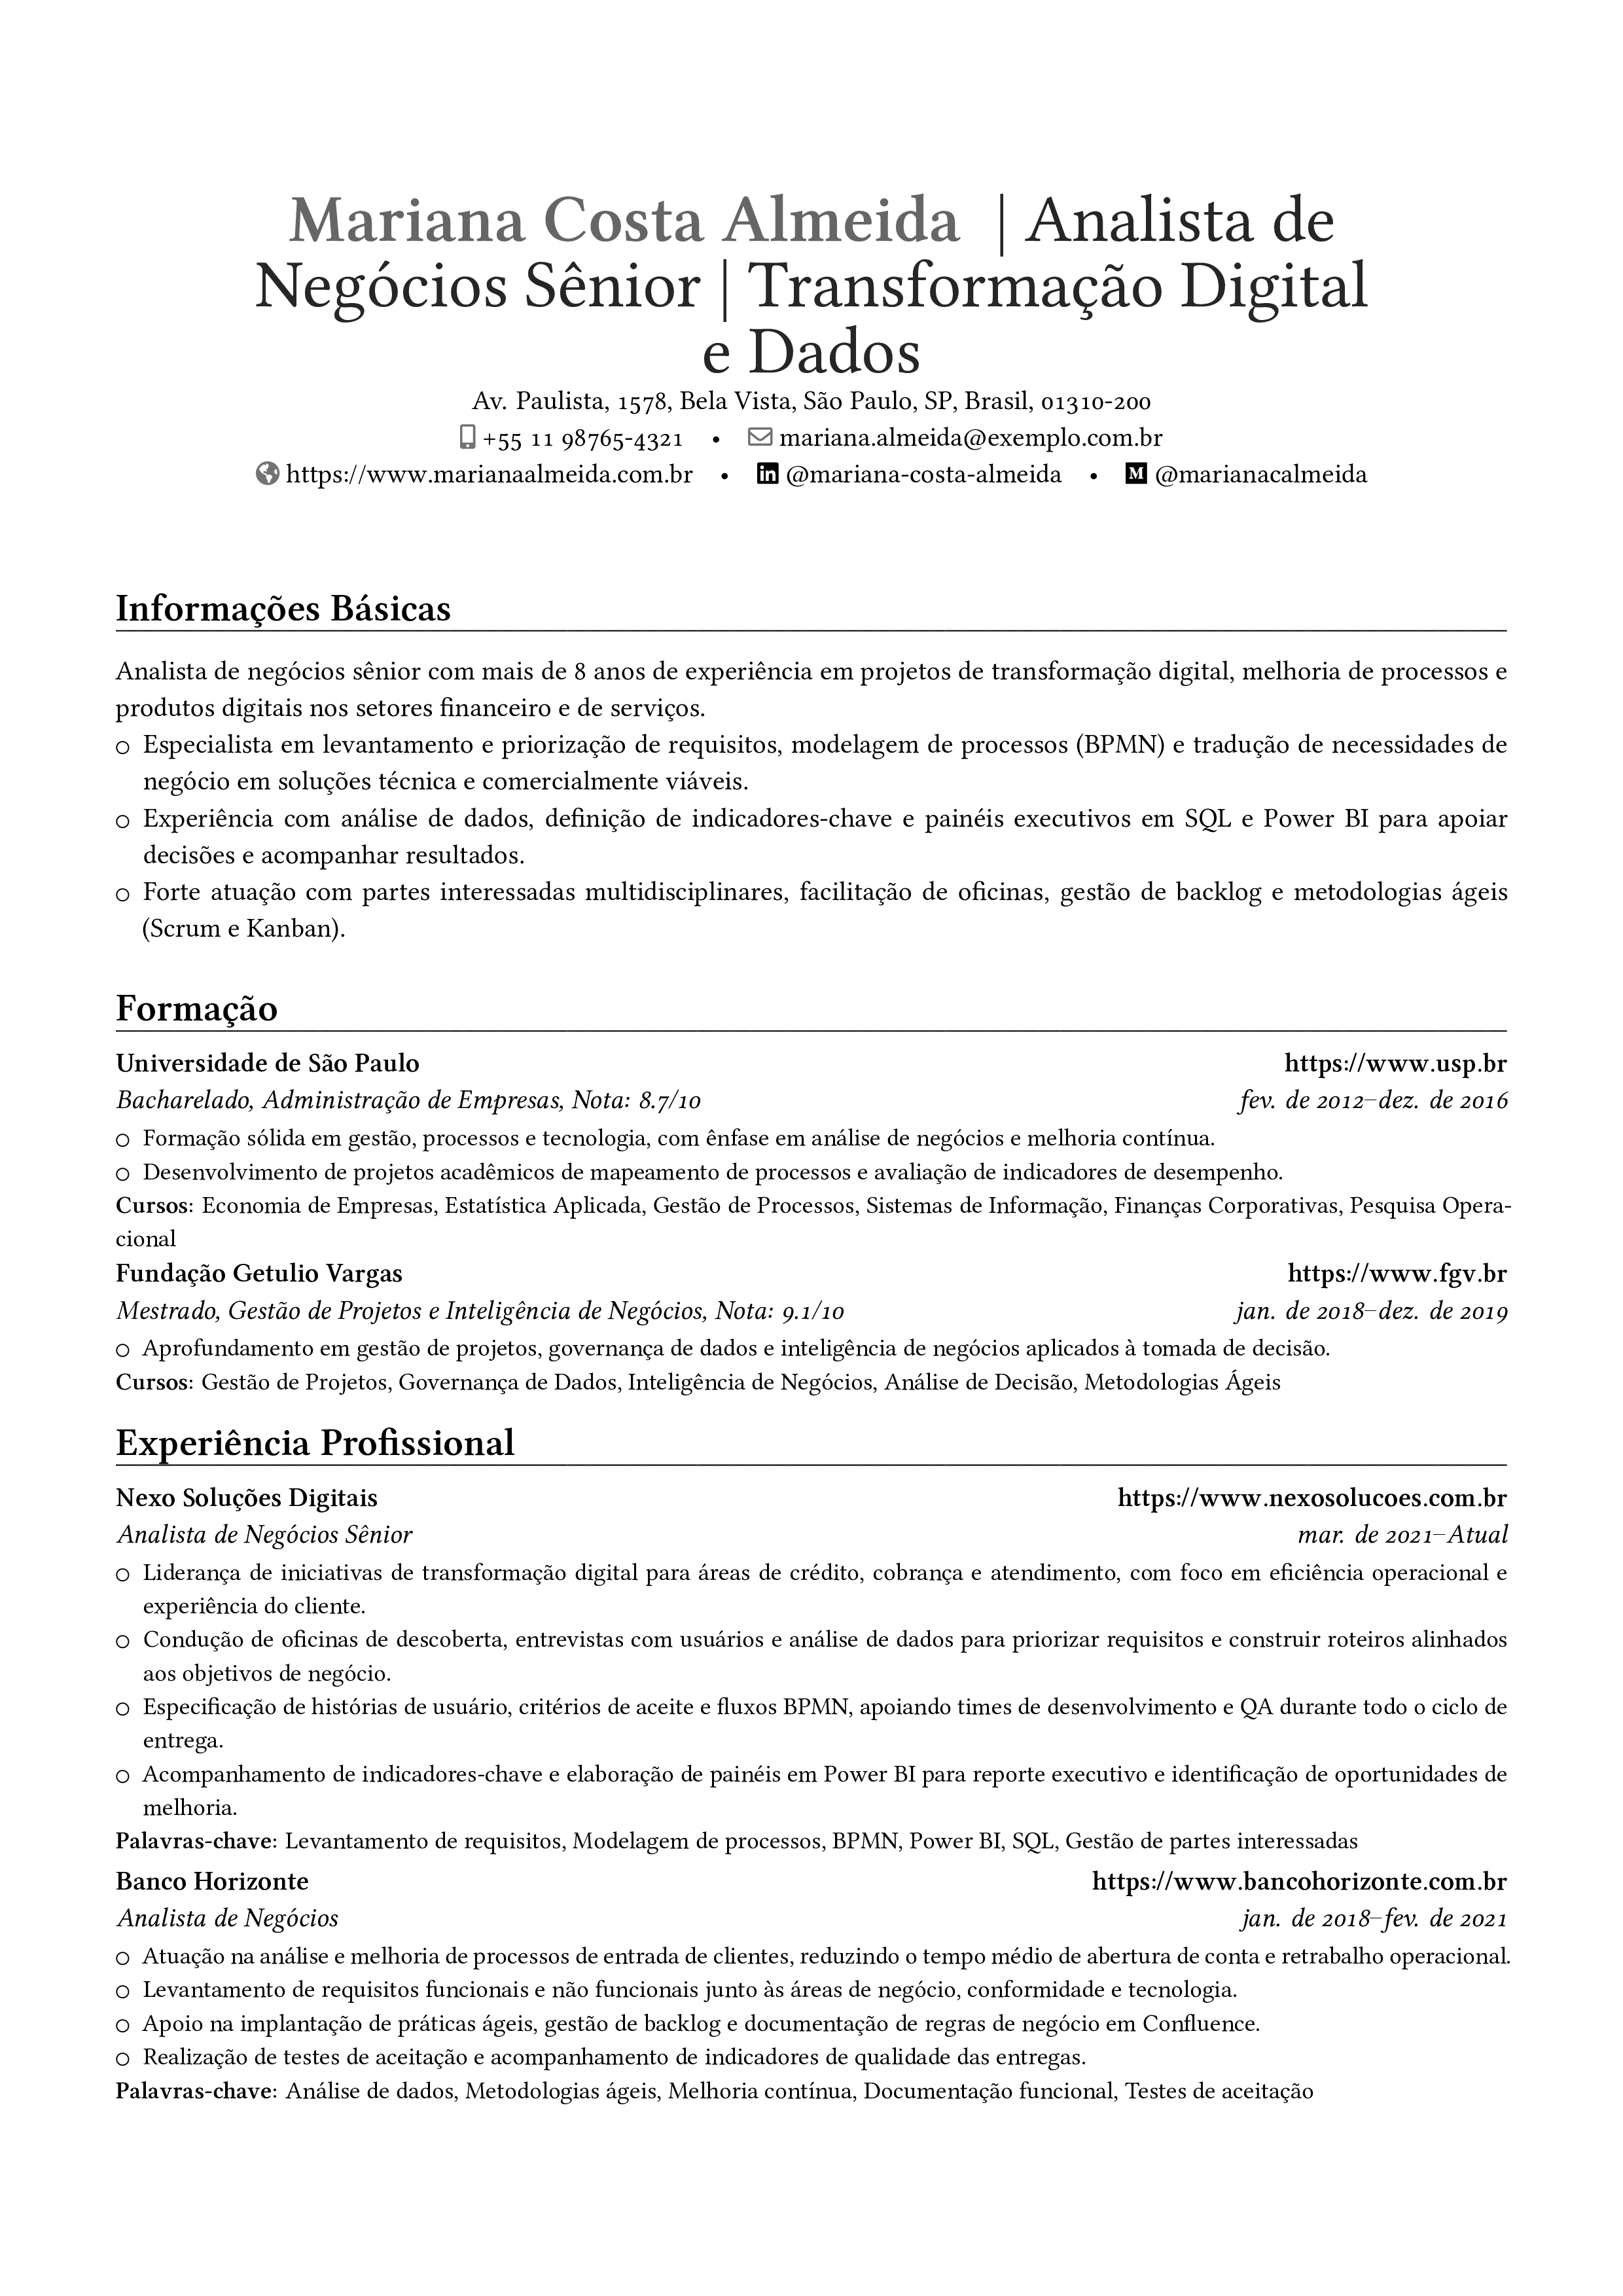 Mariana Costa Almeida | Analista de
Negócios Sênior | Transformação Digital
e Dados
Av. Paulista, 1578, Bela Vista, São Paulo, SP, Brasil, 01310-200
+55 11 98765-4321 • mariana.almeida@exemplo.com.br
https://www.marianaalmeida.com.br • @mariana-costa-almeida • @marianacalmeida
Informações Básicas
Analista de negócios sênior com mais de 8 anos de experiência em projetos de transformação digital, melhoria de processos e
produtos digitais nos setores financeiro e de serviços.
○ Especialista em levantamento e priorização de requisitos, modelagem de processos (BPMN) e tradução de necessidades de
negócio em soluções técnica e comercialmente viáveis.
○ Experiência com análise de dados, definição de indicadores-chave e painéis executivos em SQL e Power BI para apoiar
decisões e acompanhar resultados.
○ Forte atuação com partes interessadas multidisciplinares, facilitação de oficinas, gestão de backlog e metodologias ágeis
(Scrum e Kanban).
Formação
Universidade de São Paulo https://www.usp.br
Bacharelado, Administração de Empresas, Nota: 8.7/10 fev. de 2012–dez. de 2016
○ Formação sólida em gestão, processos e tecnologia, com ênfase em análise de negócios e melhoria contínua.
○ Desenvolvimento de projetos acadêmicos de mapeamento de processos e avaliação de indicadores de desempenho.
Cursos: Economia de Empresas, Estatística Aplicada, Gestão de Processos, Sistemas de Informação, Finanças Corporativas, Pesquisa Opera-
cional
Fundação Getulio Vargas https://www.fgv.br
Mestrado, Gestão de Projetos e Inteligência de Negócios, Nota: 9.1/10 jan. de 2018–dez. de 2019
○ Aprofundamento em gestão de projetos, governança de dados e inteligência de negócios aplicados à tomada de decisão.
Cursos: Gestão de Projetos, Governança de Dados, Inteligência de Negócios, Análise de Decisão, Metodologias Ágeis
Experiência Profissional
Nexo Soluções Digitais https://www.nexosolucoes.com.br
Analista de Negócios Sênior mar. de 2021–Atual
○ Liderança de iniciativas de transformação digital para áreas de crédito, cobrança e atendimento, com foco em eficiência operacional e
experiência do cliente.
○ Condução de oficinas de descoberta, entrevistas com usuários e análise de dados para priorizar requisitos e construir roteiros alinhados
aos objetivos de negócio.
○ Especificação de histórias de usuário, critérios de aceite e fluxos BPMN, apoiando times de desenvolvimento e QA durante todo o ciclo de
entrega.
○ Acompanhamento de indicadores-chave e elaboração de painéis em Power BI para reporte executivo e identificação de oportunidades de
melhoria.
Palavras-chave: Levantamento de requisitos, Modelagem de processos, BPMN, Power BI, SQL, Gestão de partes interessadas
Banco Horizonte https://www.bancohorizonte.com.br
Analista de Negócios jan. de 2018–fev. de 2021
○ Atuação na análise e melhoria de processos de entrada de clientes, reduzindo o tempo médio de abertura de conta e retrabalho operacional.
○ Levantamento de requisitos funcionais e não funcionais junto às áreas de negócio, conformidade e tecnologia.
○ Apoio na implantação de práticas ágeis, gestão de backlog e documentação de regras de negócio em Confluence.
○ Realização de testes de aceitação e acompanhamento de indicadores de qualidade das entregas.
Palavras-chave: Análise de dados, Metodologias ágeis, Melhoria contínua, Documentação funcional, Testes de aceitação